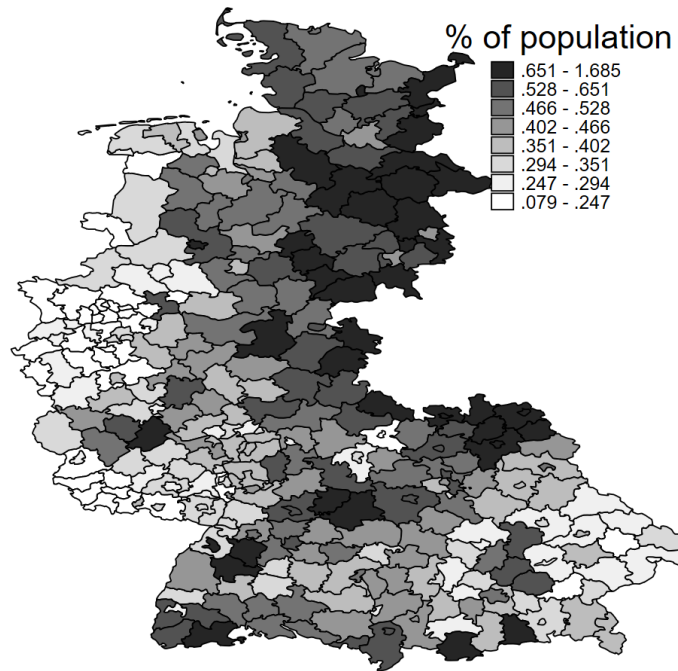 % of population
.651 - 1.685
.528 - .651
.466 - .528
.402 - .466
.351 - .402
.294 - .351
.247 - .294
.079 - .247